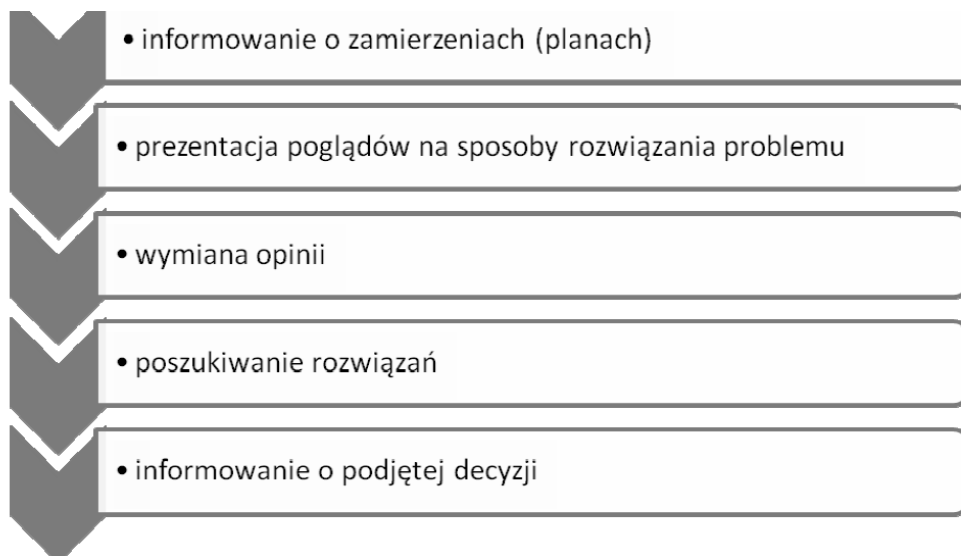 • informowanie o zamierzeniach (planach)
• prezentacja poglądów na sposoby rozwiązania problemu
• wymiana opinii
• poszukiwanie rozwiązań
• informowanie o podjętej decyzji